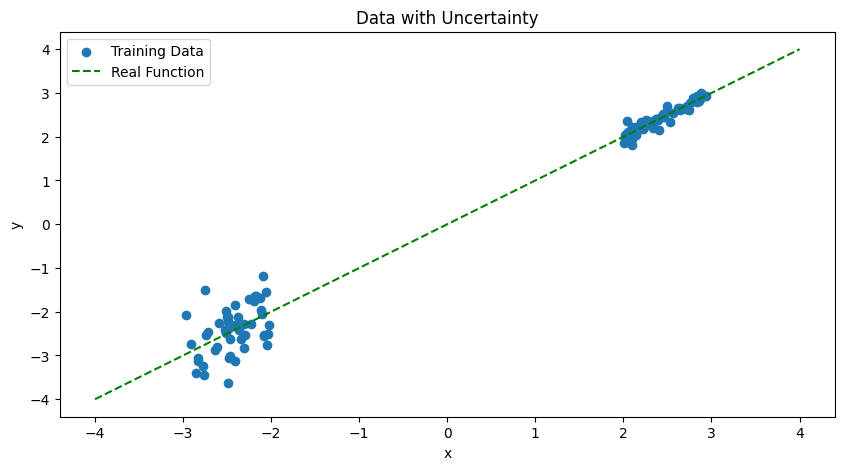 Data with Uncertainty
Training Data
Real Function
4
3
2
1
0
−1
−2
−3
−4
y
−4 −3 −2 −1 0 1 2 3 4
x